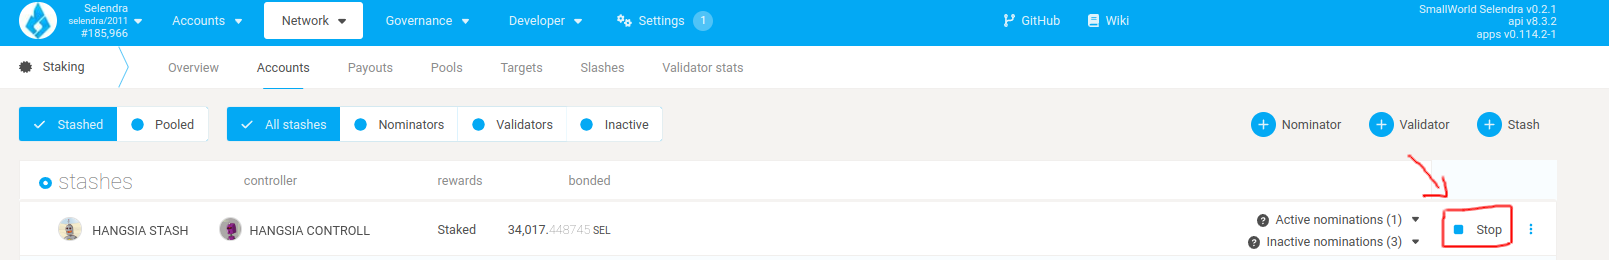 Selendra
selendra/2011
#185,966
Accounts
Network
Governance
Developer
Settings 1
GitHub
Wiki
SmallWorld Selendra v0.2.1
api v8.3.2
apps v0.114.2-1
Staking
Overview
Accounts
Payouts
Pools
Targets
Slashes
Validator stats
Stashed
Pooled
All stashes
Nominators
Validators
Inactive
Nominator
Validator
Stash
stashes
controller
rewards
bonded
HANGSIA STASH
HANGSIA CONTROLL
Staked
34,017.448745 SEL
Active nominations (1)
Inactive nominations (3)
Stop